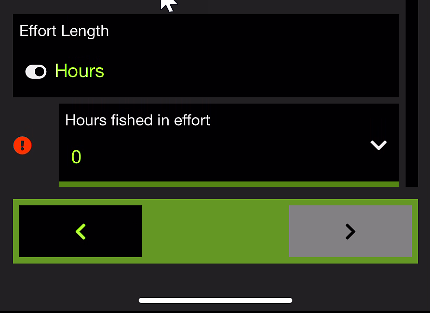 Effort Length
Hours
Hours fished in effort
0